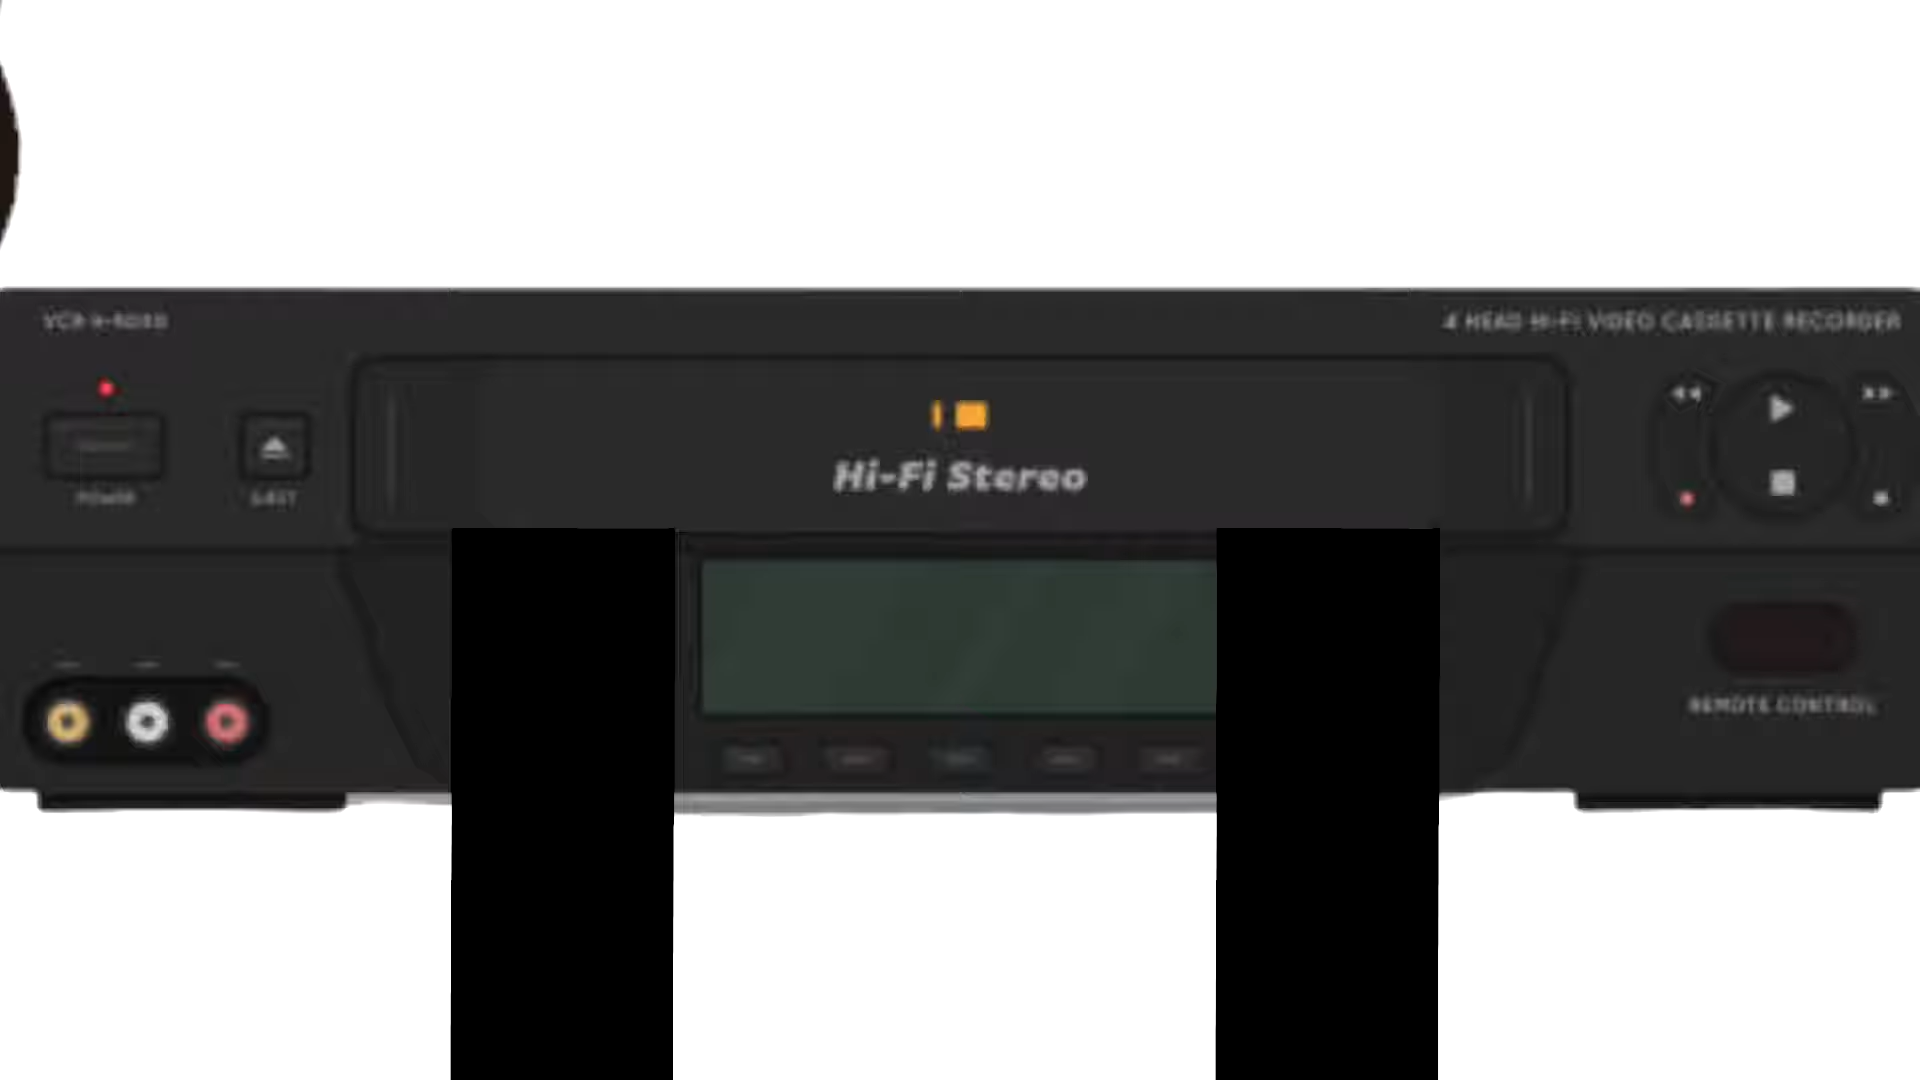 4 HEAD Hi-Fi VIDEO CASSETTE RECORDER
Hi-Fi Stereo
POWER
EJECT
REMOTE CONTROL